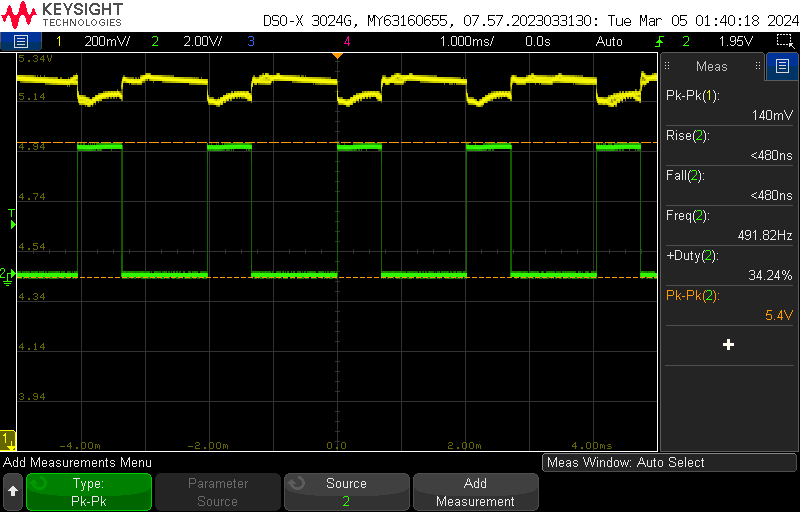 KEYSIGHT
TECHNOLOGIES
DSO-X 3024G, MY63160655, 07.57.2023033130: Tue Mar 05 01:40:18 2024
1 200mV/ 2 2.00V/ 3 4 1.000ms/ 0.0s Auto 2 1.95V
5.34V
5.14
4.94
4.74
4.54
4.34
4.14
3.94
T
2
1
-4.00m -2.00m 0.0 2.00m 4.00ms
Meas
Pk-Pk(1):
140mV
Rise(2):
<480ns
Fall(2):
<480ns
Freq(2):
491.82Hz
+Duty(2):
34.24%
Pk-Pk(2):
5.4V
+
Add Measurements Menu
Meas Window: Auto Select
Type:
Pk-Pk
Parameter
Source
Source
2
Add
Measurement